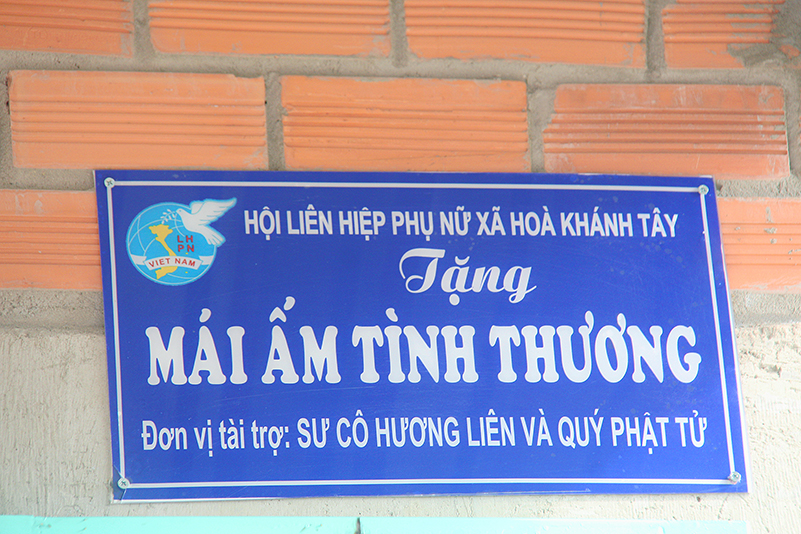 LH
PN
VIET NAM
HỘI LIÊN HIỆP PHỤ NỮ XÃ HOÀ KHÁNH TÂY
Tặng
MÁI ẤM TÌNH THƯƠNG
Đơn vị tài trợ: SƯ CÔ HƯƠNG LIÊN VÀ QUÝ PHẬT TỬ